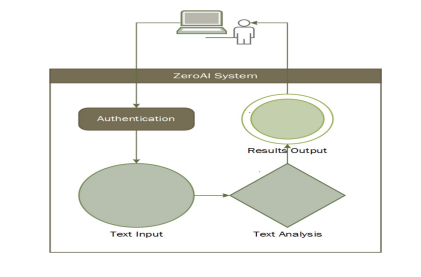 ZeroAI System
Authentication
Results Output
Text Input
Text Analysis